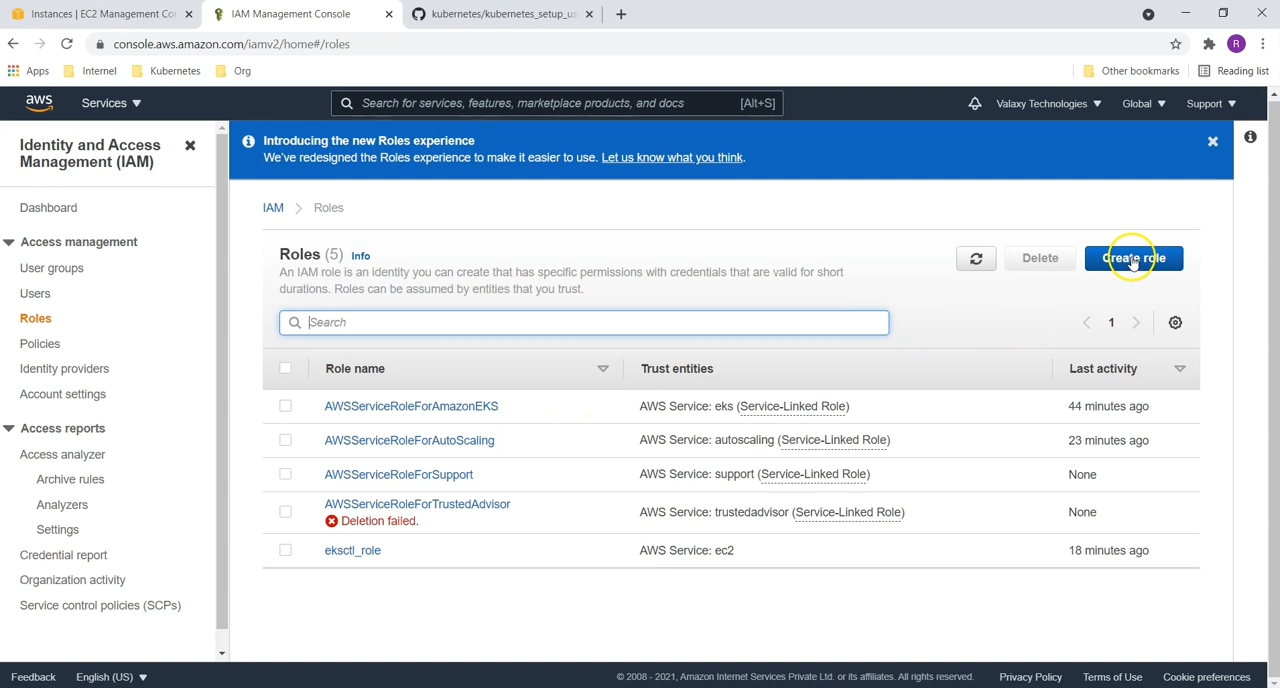 Instances | EC2 Management Cor
IAM Management Console
kubernetes/kubernetes_setup_us
console.aws.amazon.com/iamv2/home#/roles
R
Apps
Internel
Kubernetes
Org
Other bookmarks
Reading list
aws
Services
Search for services, features, marketplace products, and docs
[Alt+S]
Valaxy Technologies
Global
Support
Identity and Access
Management (IAM)
Dashboard
Access management
User groups
Users
Roles
Policies
Identity providers
Account settings
Access reports
Access analyzer
Archive rules
Analyzers
Settings
Credential report
Organization activity
Service control policies (SCPs)
Introducing the new Roles experience
We've redesigned the Roles experience to make it easier to use. Let us know what you think.
IAM > Roles
Roles (5) Info
An IAM role is an identity you can create that has specific permissions with credentials that are valid for short
durations. Roles can be assumed by entities that you trust.
Delete
Create role
Search
1
Role name Trust entities Last activity
AWSServiceRoleForAmazonEKS AWS Service: eks (Service-Linked Role) 44 minutes ago
AWSServiceRoleForAutoScaling AWS Service: autoscaling (Service-Linked Role) 23 minutes ago
AWSServiceRoleForSupport AWS Service: support (Service-Linked Role) None
AWSServiceRoleForTrustedAdvisor AWS Service: trustedadvisor (Service-Linked Role) None
Deletion failed.
eksctl_role AWS Service: ec2 18 minutes ago
Feedback
English (US)
© 2008 - 2021, Amazon Internet Services Private Ltd. or its affiliates. All rights reserved.
Privacy Policy
Terms of Use
Cookie preferences